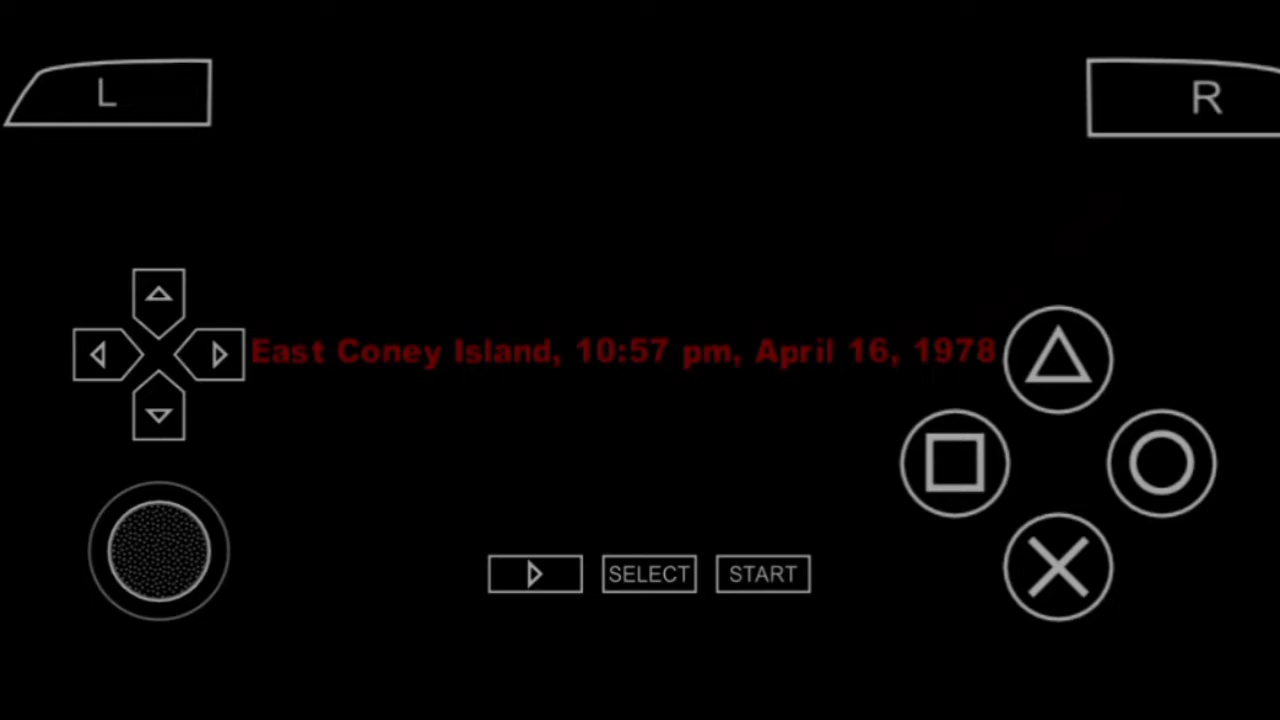 L
R
East Coney Island, 10:57 pm, April 16, 1978
SELECT
START